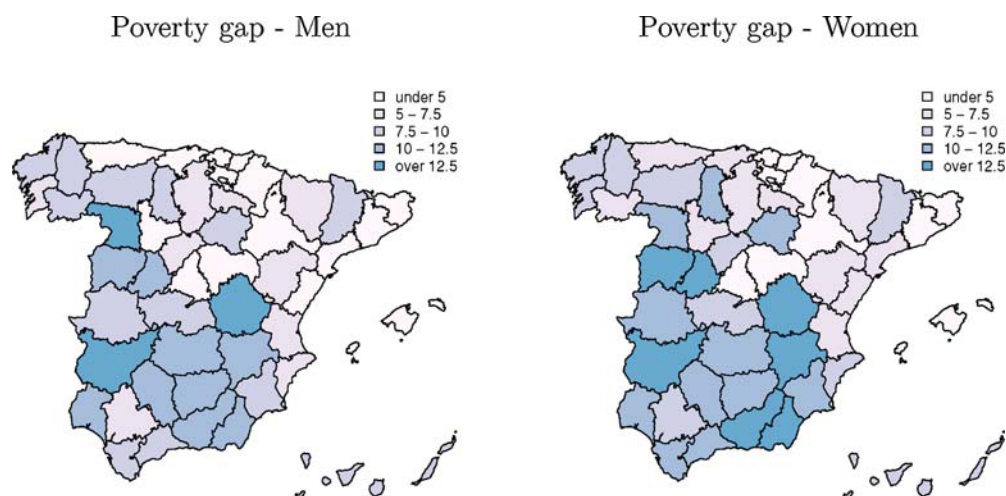 Poverty gap - Men
under 5
5 – 7.5
7.5 – 10
10 – 12.5
over 12.5
Poverty gap - Women
under 5
5 – 7.5
7.5 – 10
10 – 12.5
over 12.5